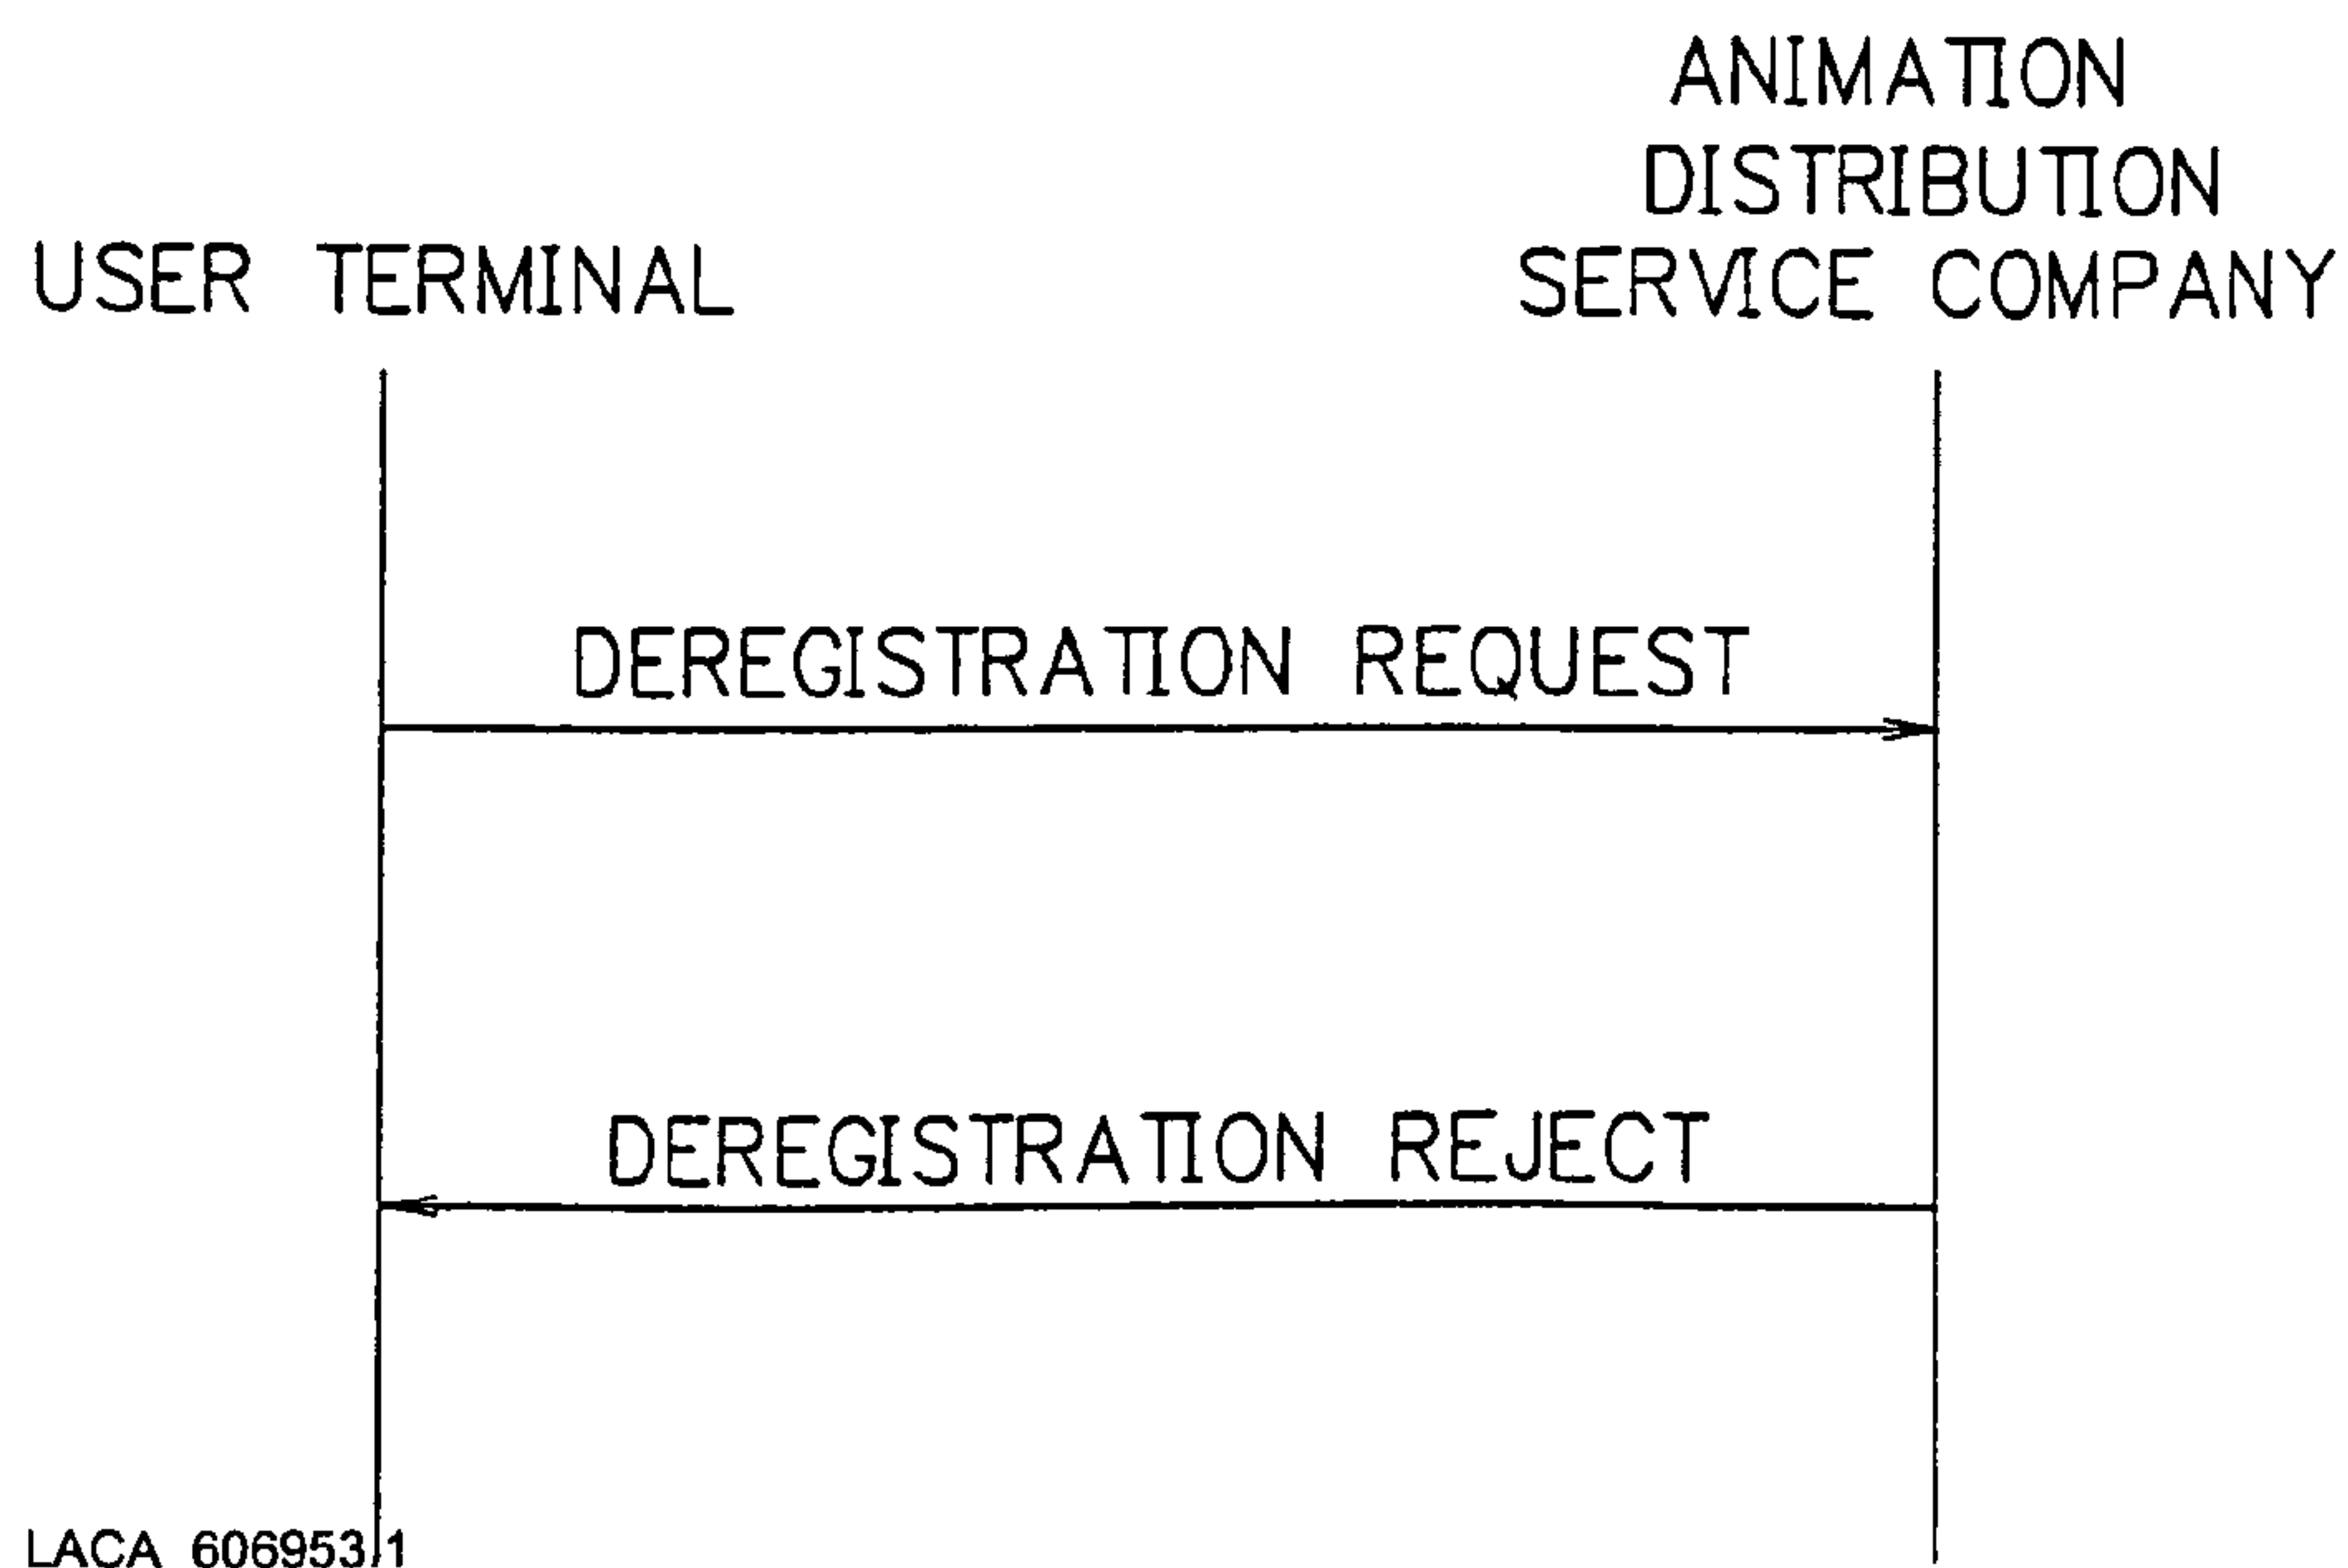 ANIMATION
DISTRIBUTION
USER TERMINAL
SERVICE COMPANY
DEREGISTRATION REQUEST
DEREGISTRATION REJECT
LACA 606953 1